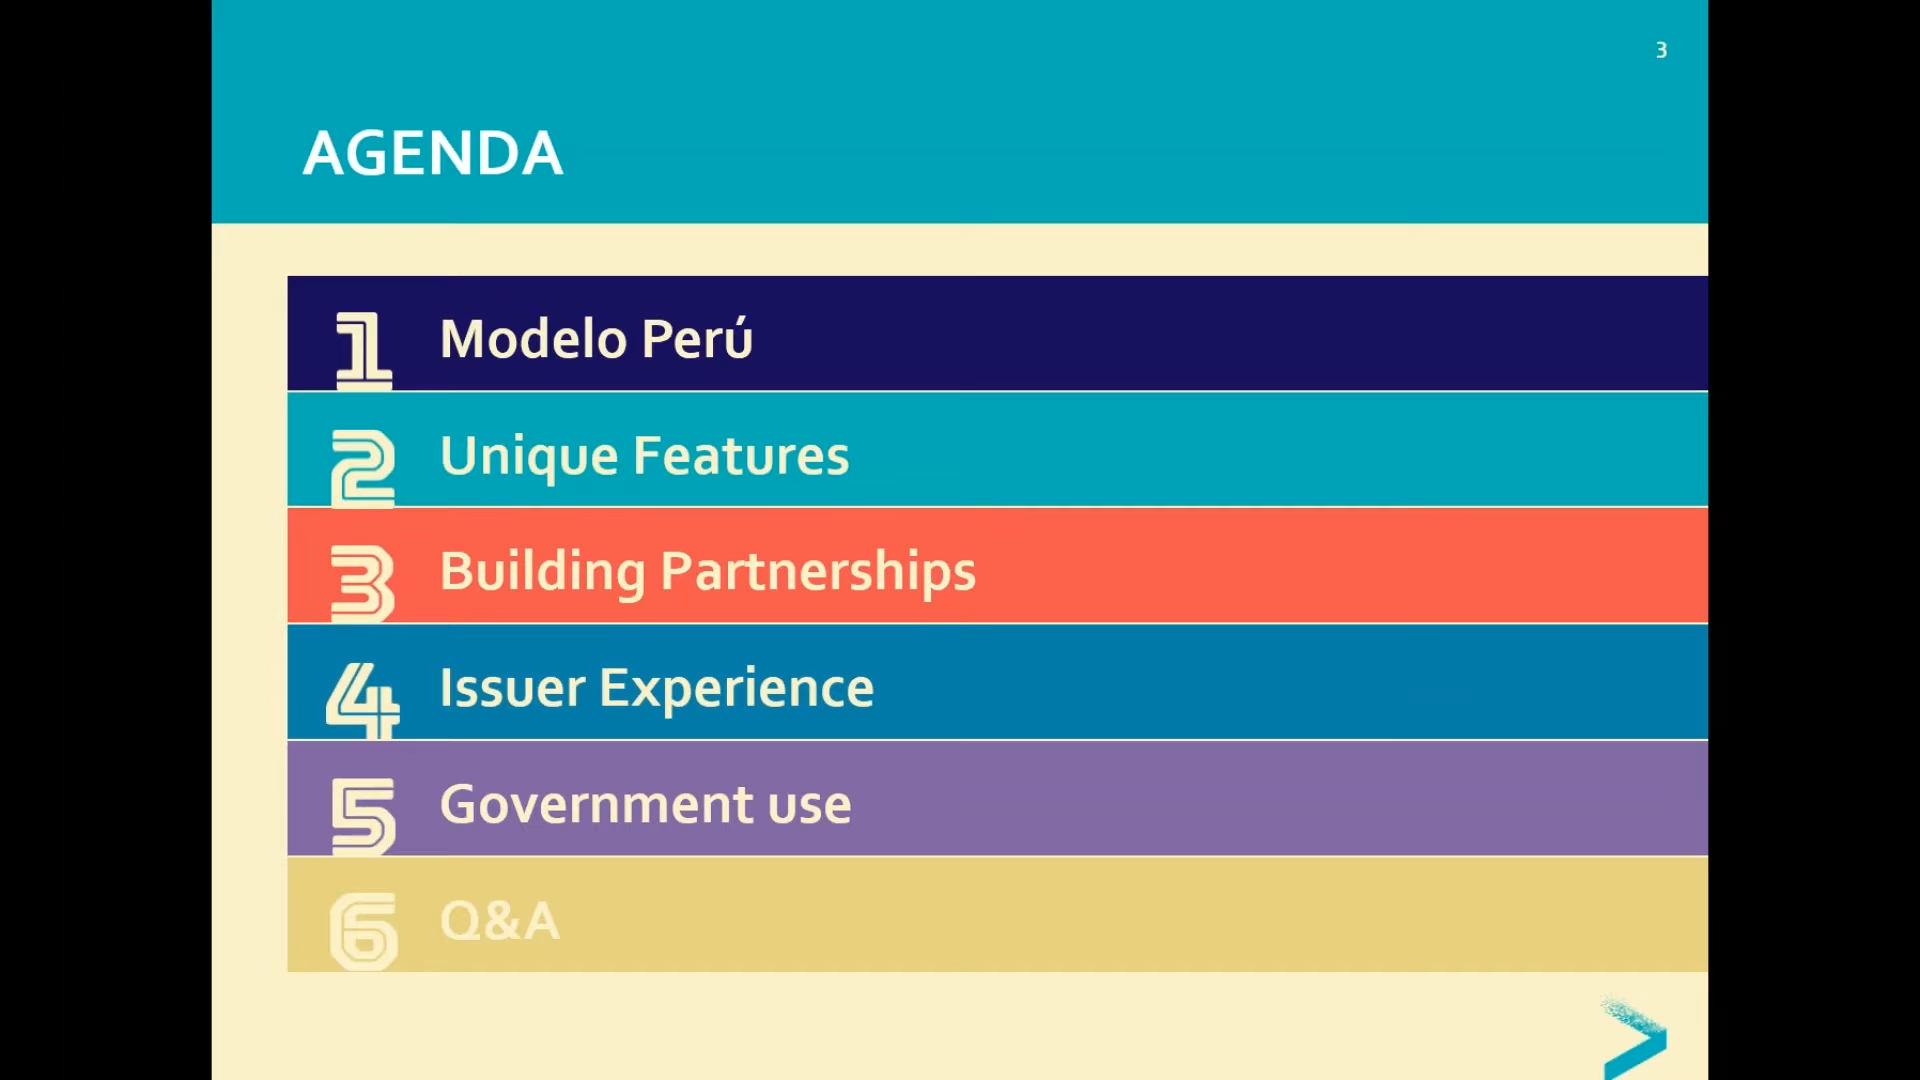 3
AGENDA
1 Modelo Perú
2 Unique Features
3 Building Partnerships
4 Issuer Experience
5 Government use
6 Q&A